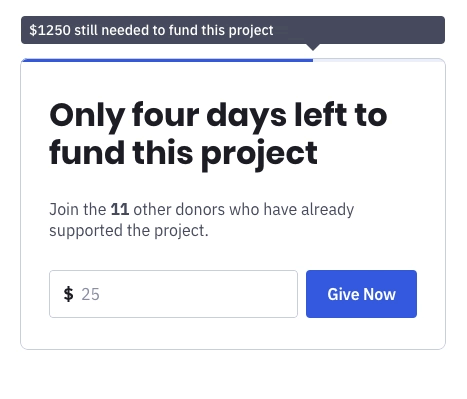 $1250 still needed to fund this project
Only four days left to
fund this project
Join the 11 other donors who have already
supported the project.
$ 25
Give Now